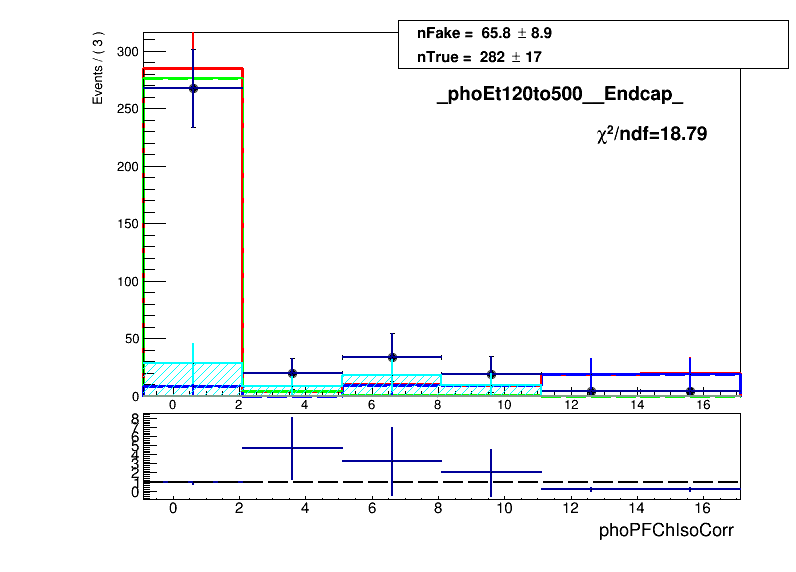 nFake = 65.8 ± 8.9
nTrue = 282 ± 17
_phoEt120to500__Endcap_
χ²/ndf=18.79
Events / ( 3 )
300
250
200
150
100
50
0
0 2 4 6 8 10 12 14 16
8
7
6
5
4
3
2
1
0
0 2 4 6 8 10 12 14 16
phoPFChIsoCorr